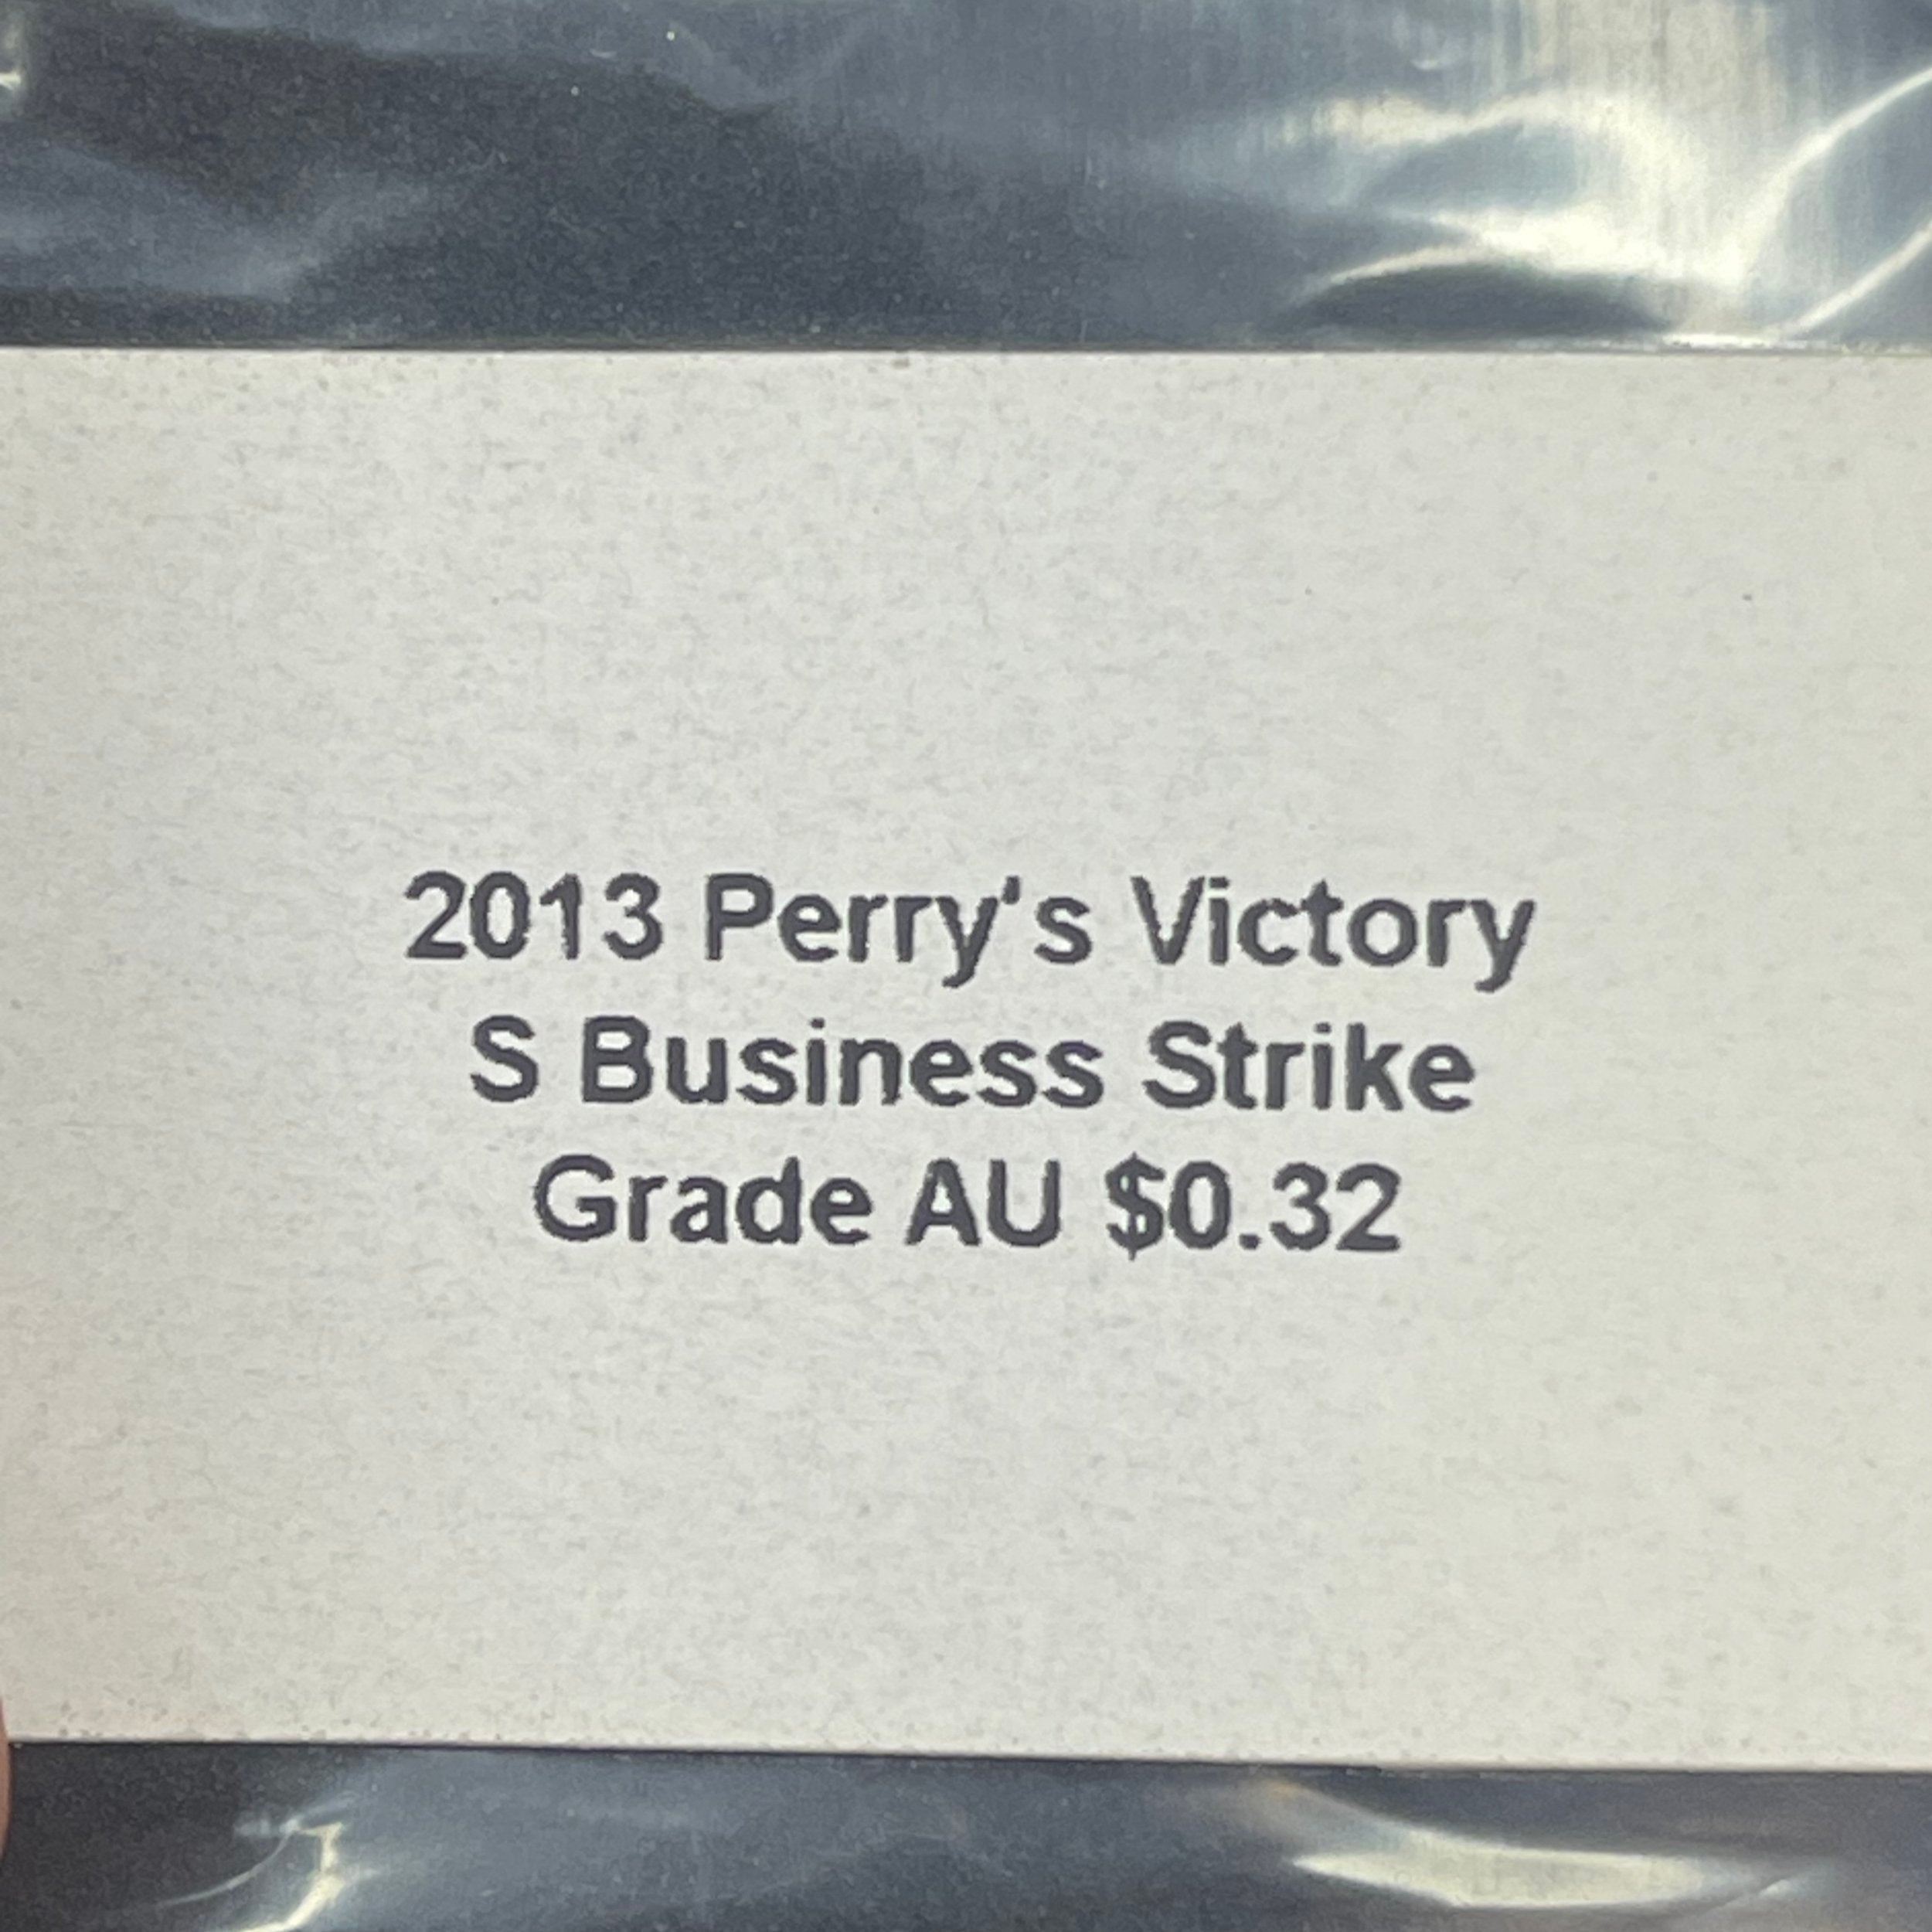 2013 Perry's Victory
S Business Strike
Grade AU $0.32